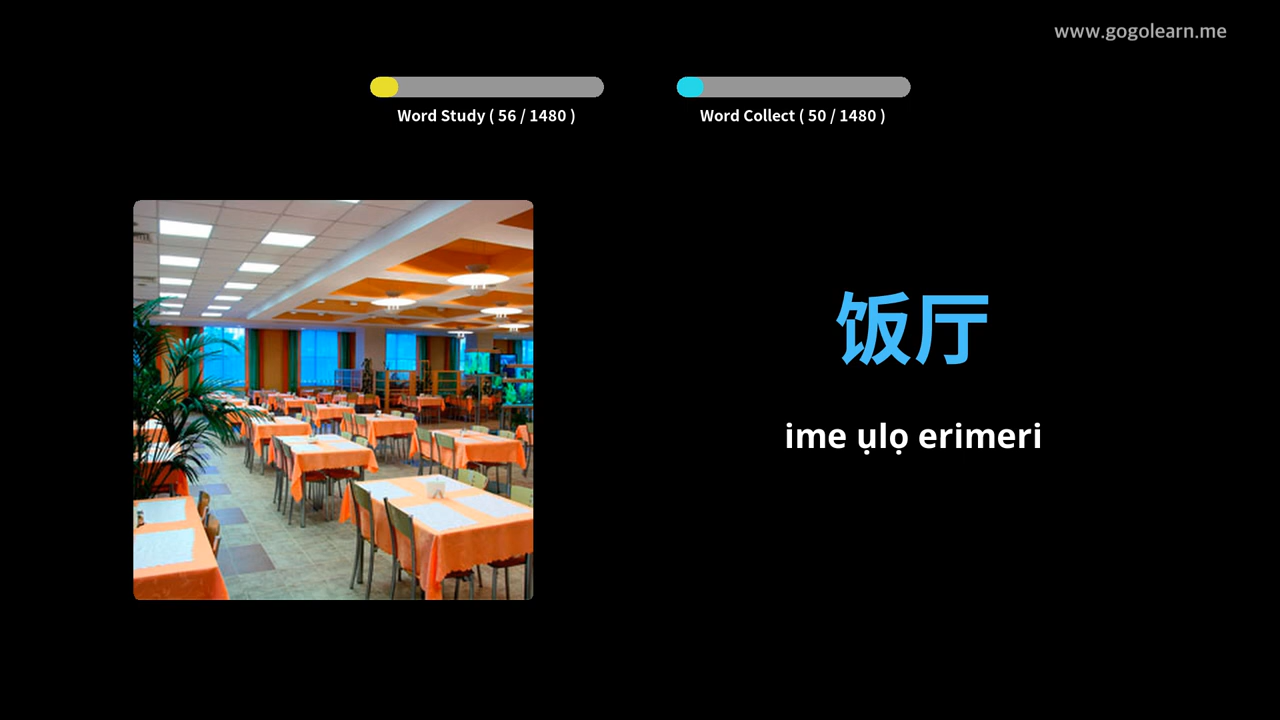 www.gogolearn.me
Word Study ( 56 / 1480 )
Word Collect ( 50 / 1480 )
饭厅
ime ụlọ erimeri